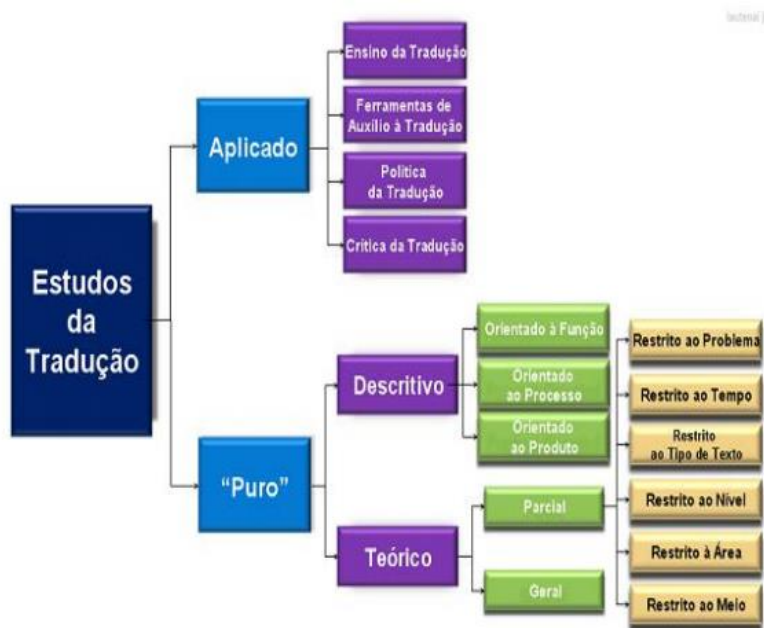 Ensino da Tradução
Ferramentas de
Auxílio à Tradução
Aplicado
Política
da Tradução
Crítica da Tradução
Estudos
da
Tradução
Orientado à Função
Restrito ao Problema
Descritivo
Orientado
ao Processo
Restrito ao Tempo
Orientado
ao Produto
Restrito
ao Tipo de Texto
“Puro”
Parcial
Restrito ao Nível
Teórico
Restrito à Área
Geral
Restrito ao Meio